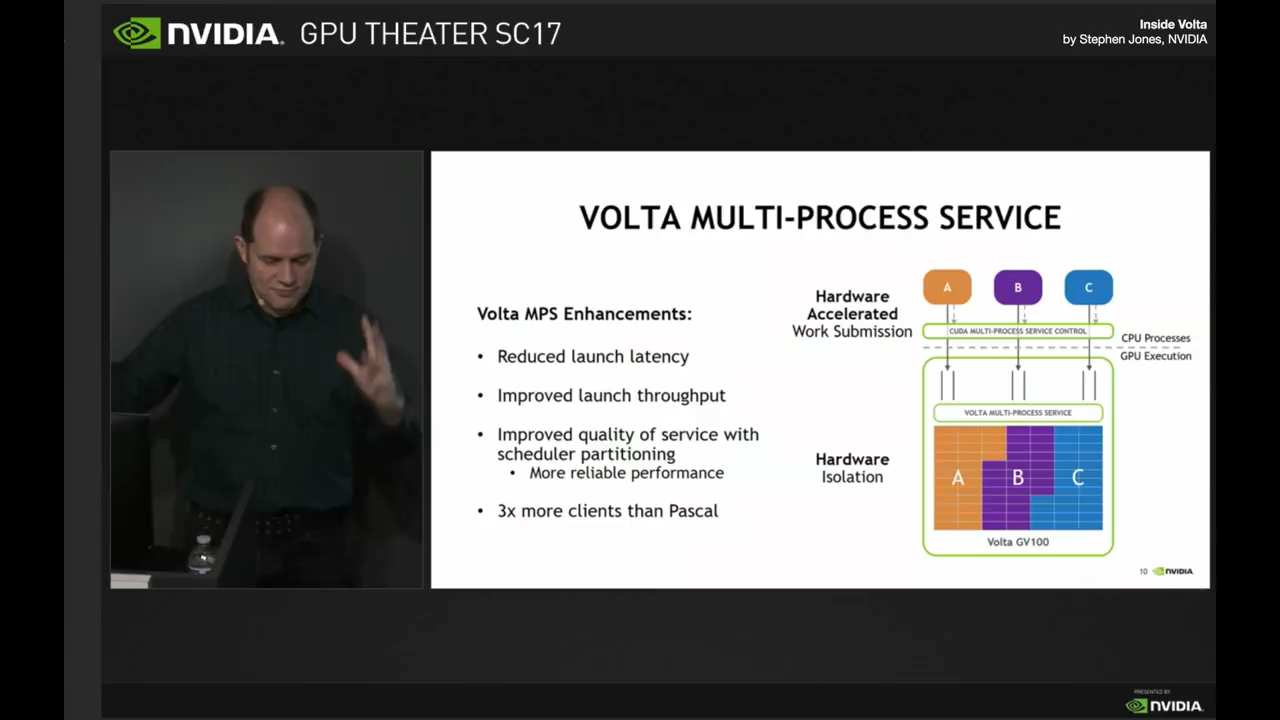 NVIDIA. GPU THEATER SC17
Inside Volta
by Stephen Jones, NVIDIA
VOLTA MULTI-PROCESS SERVICE
Volta MPS Enhancements:
• Reduced launch latency
• Improved launch throughput
• Improved quality of service with
scheduler partitioning
• More reliable performance
• 3x more clients than Pascal
Hardware
Accelerated
Work Submission
A B C
CUDA MULTI-PROCESS SERVICE CONTROL
CPU Processes
GPU Execution
VOLTA MULTI-PROCESS SERVICE
Hardware
Isolation
A B C
Volta GV100
10 NVIDIA.
PRESENTED BY
NVIDIA.